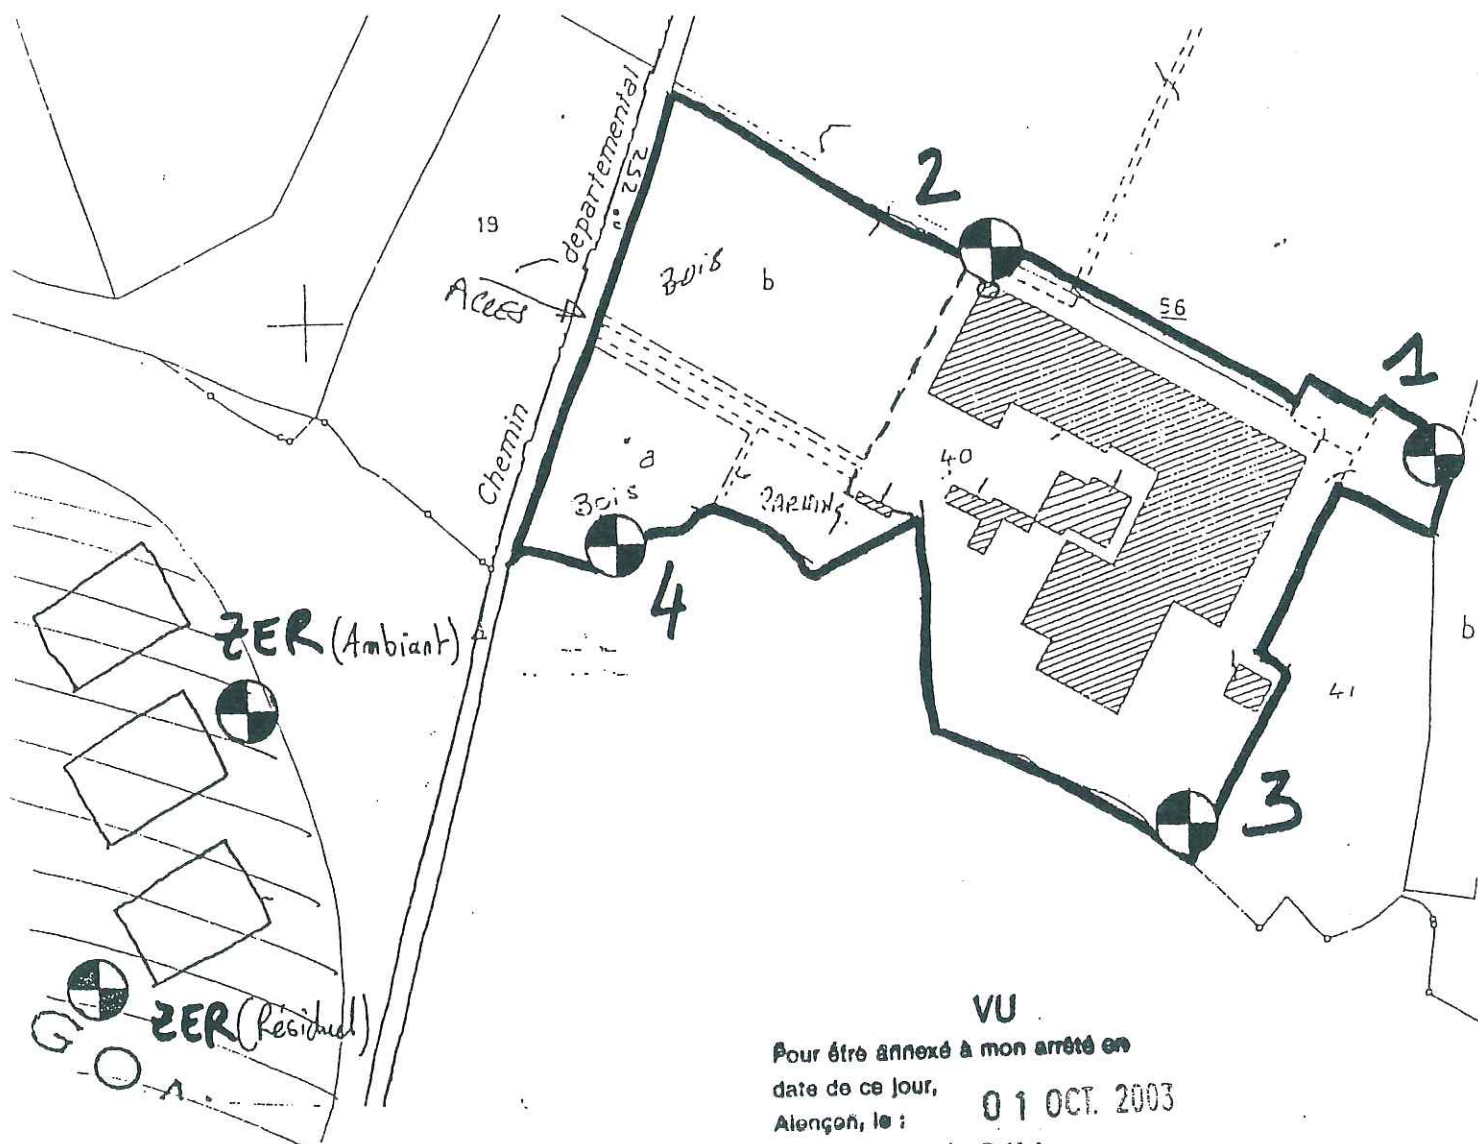 Chemin departemental
n: 252
19
ACCES
2
BOIS b
56
1
40
a
BOIS
PARKING.
4
ZER (Ambiant)
41
b
3
ZER (Résiduel)
VU
Pour être annexé à mon arrêté en
date de ce jour,
Alençon, le : 01 OCT. 2003